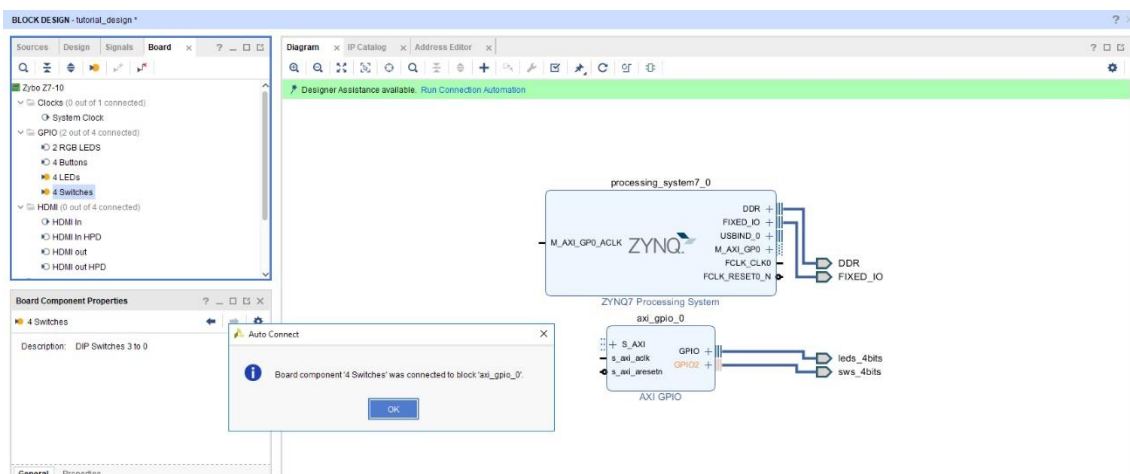 BLOCK DESIGN - tutorial_design *
Sources Design Signals Board
Zybo Z7-10
Clocks (0 out of 1 connected)
System Clock
GPIO (2 out of 4 connected)
2 RGB LEDS
4 Buttons
4 LEDs
4 Switches
HDMI (0 out of 4 connected)
HDMI In
HDMI In HPD
HDMI out
HDMI out HPD
Board Component Properties
4 Switches
Description: DIP Switches 3 to 0
General Properties
Diagram IP Catalog Address Editor
Designer Assistance available. Run Connection Automation
processing_system7_0
M_AXI_GP0_ACLK
ZYNQ
DDR
FIXED_IO
USBIND_0
M_AXI_GP0
FCLK_CLK0
FCLK_RESET0_N
DDR
FIXED_IO
ZYNQ7 Processing System
axi_gpio_0
S_AXI
s_axi_aclk
s_axi_aresetn
GPIO
GPIO2
leds_4bits
sws_4bits
AXI GPIO
Auto Connect
Board component '4 Switches' was connected to block 'axi_gpio_0'.
OK